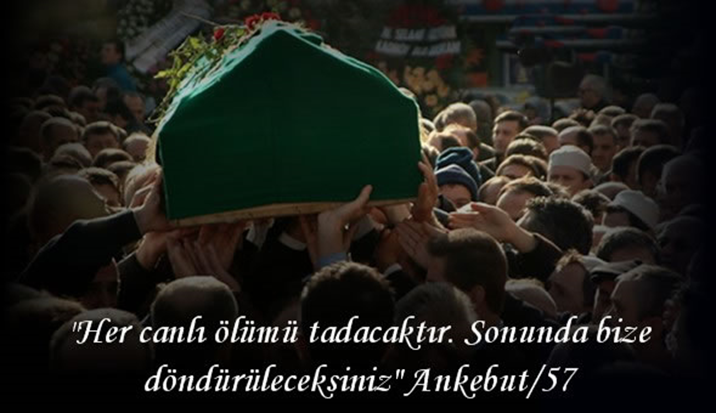 "Her canlı ölümü tadacaktır. Sonunda bize
döndürüleceksiniz" Ankebut/57